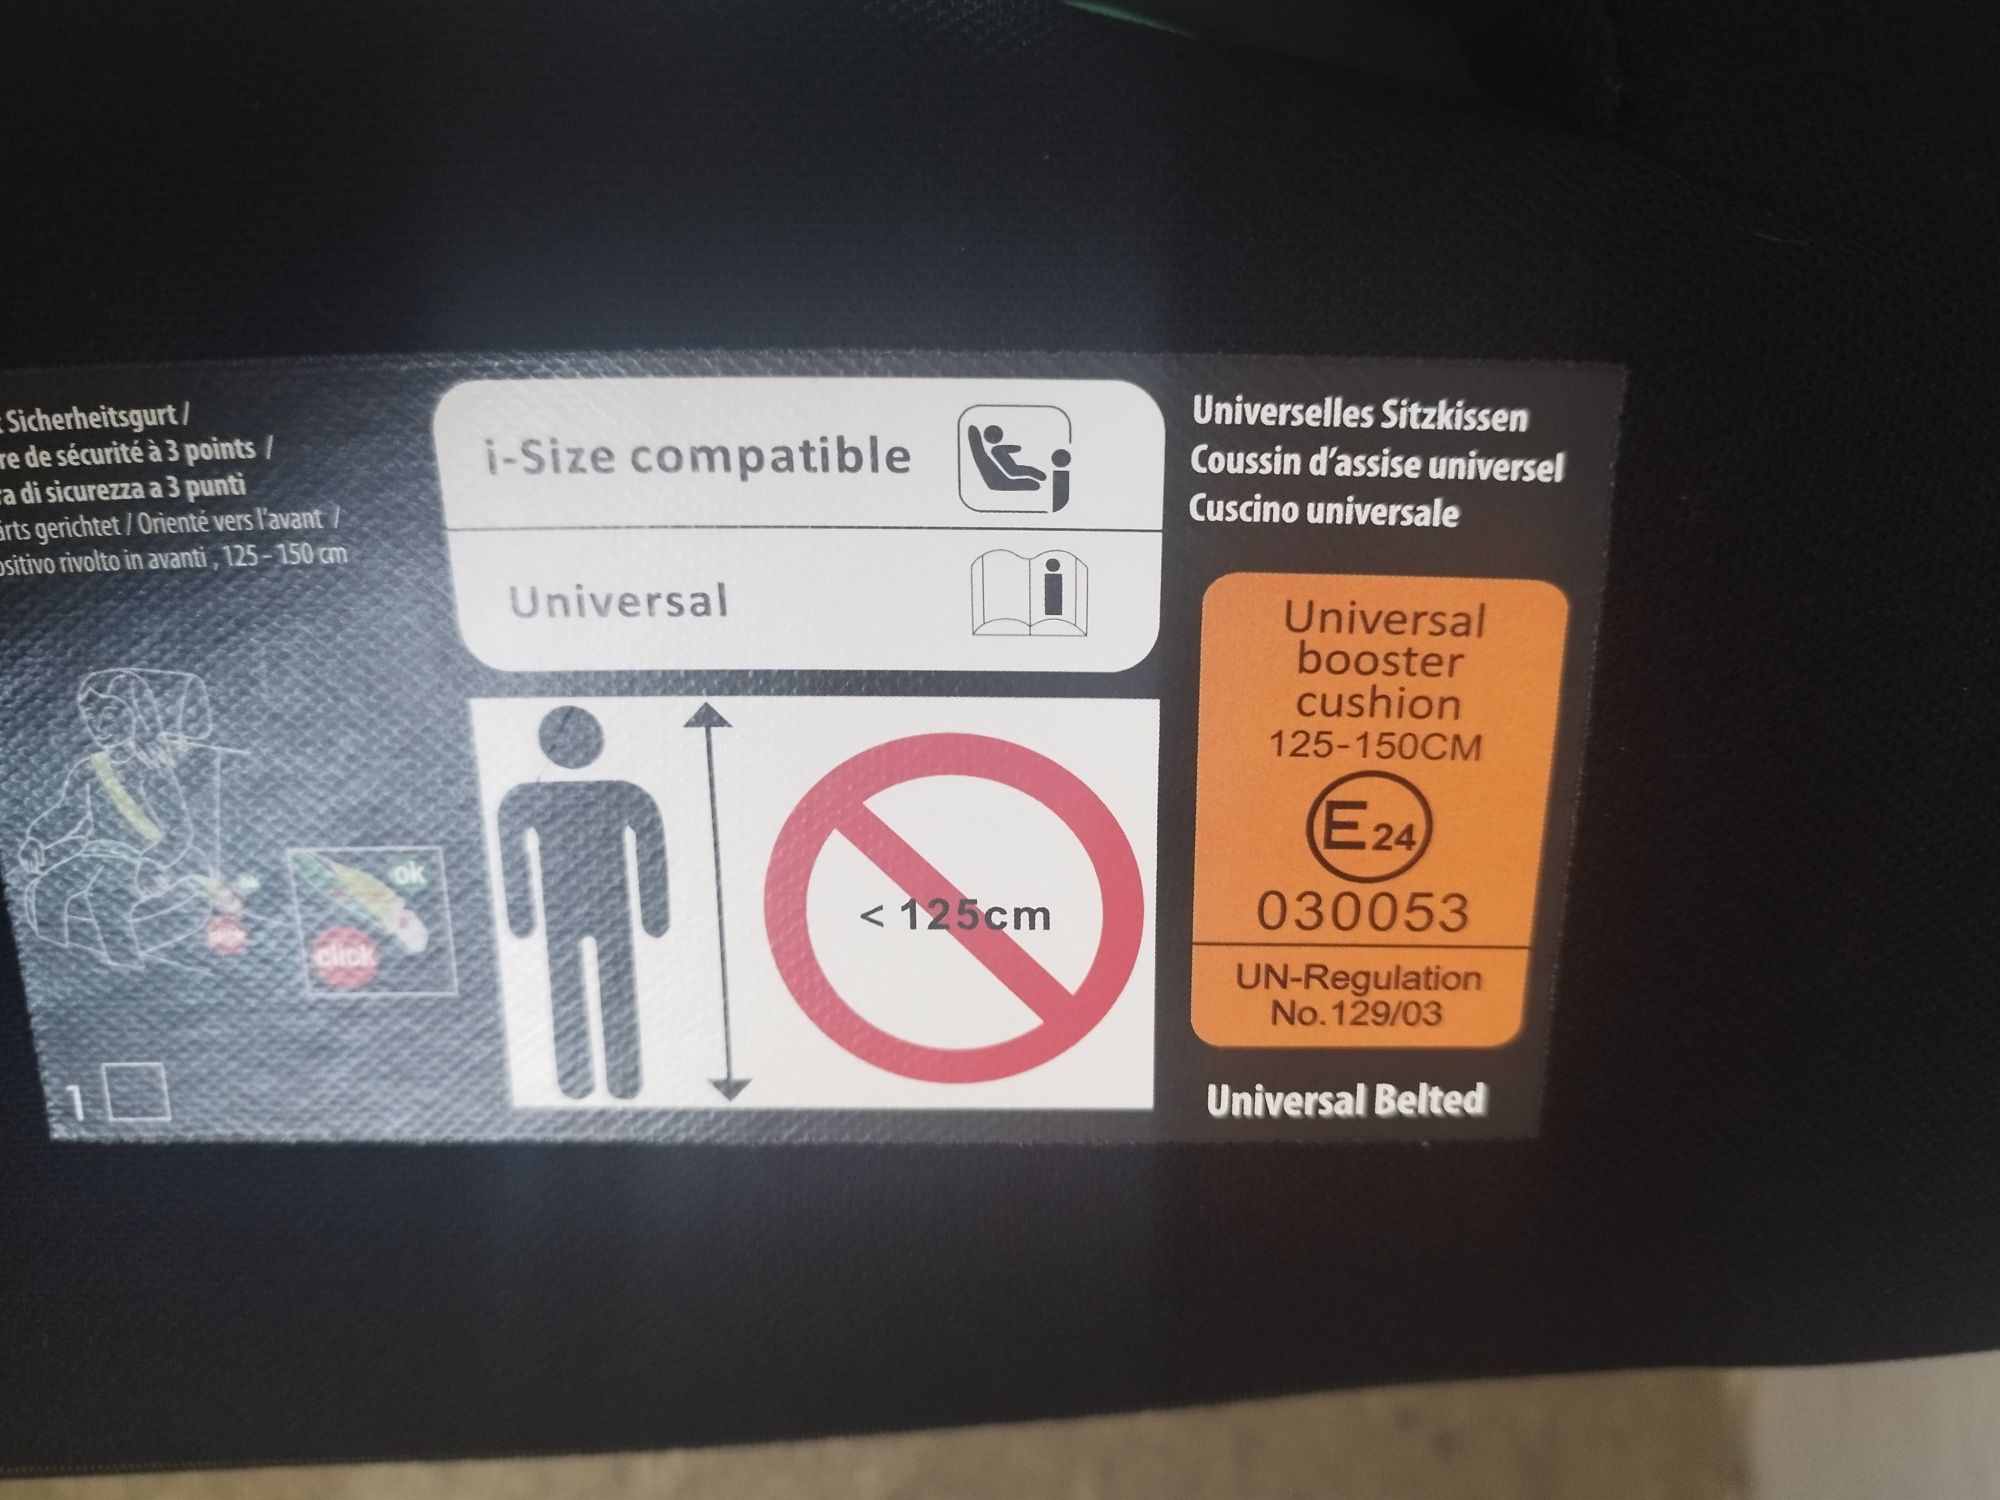 Sicherheitsgurt /
re de sécurité à 3 points /
ra di sicurezza a 3 punti
ärts gerichtet / Orienté vers l'avant /
ositivo rivolto in avanti , 125 - 150 cm
ok
click
1
i-Size compatible
Universal
< 125cm
Universelles Sitzkissen
Coussin d'assise universel
Cuscino universale
Universal
booster
cushion
125-150CM
E24
030053
UN-Regulation
No.129/03
Universal Belted